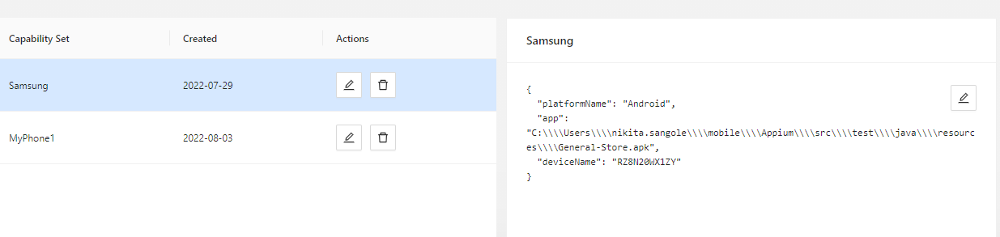 Capability Set Created Actions
Samsung 2022-07-29
MyPhone1 2022-08-03
Samsung
{
"platformName": "Android",
"app":
"C:\\\\Users\\\\nikita.sangole\\\\mobile\\\\Appium\\\\src\\\\test\\\\java\\\\resourc
es\\\\General-Store.apk",
"deviceName": "RZ8N20WX1ZY"
}